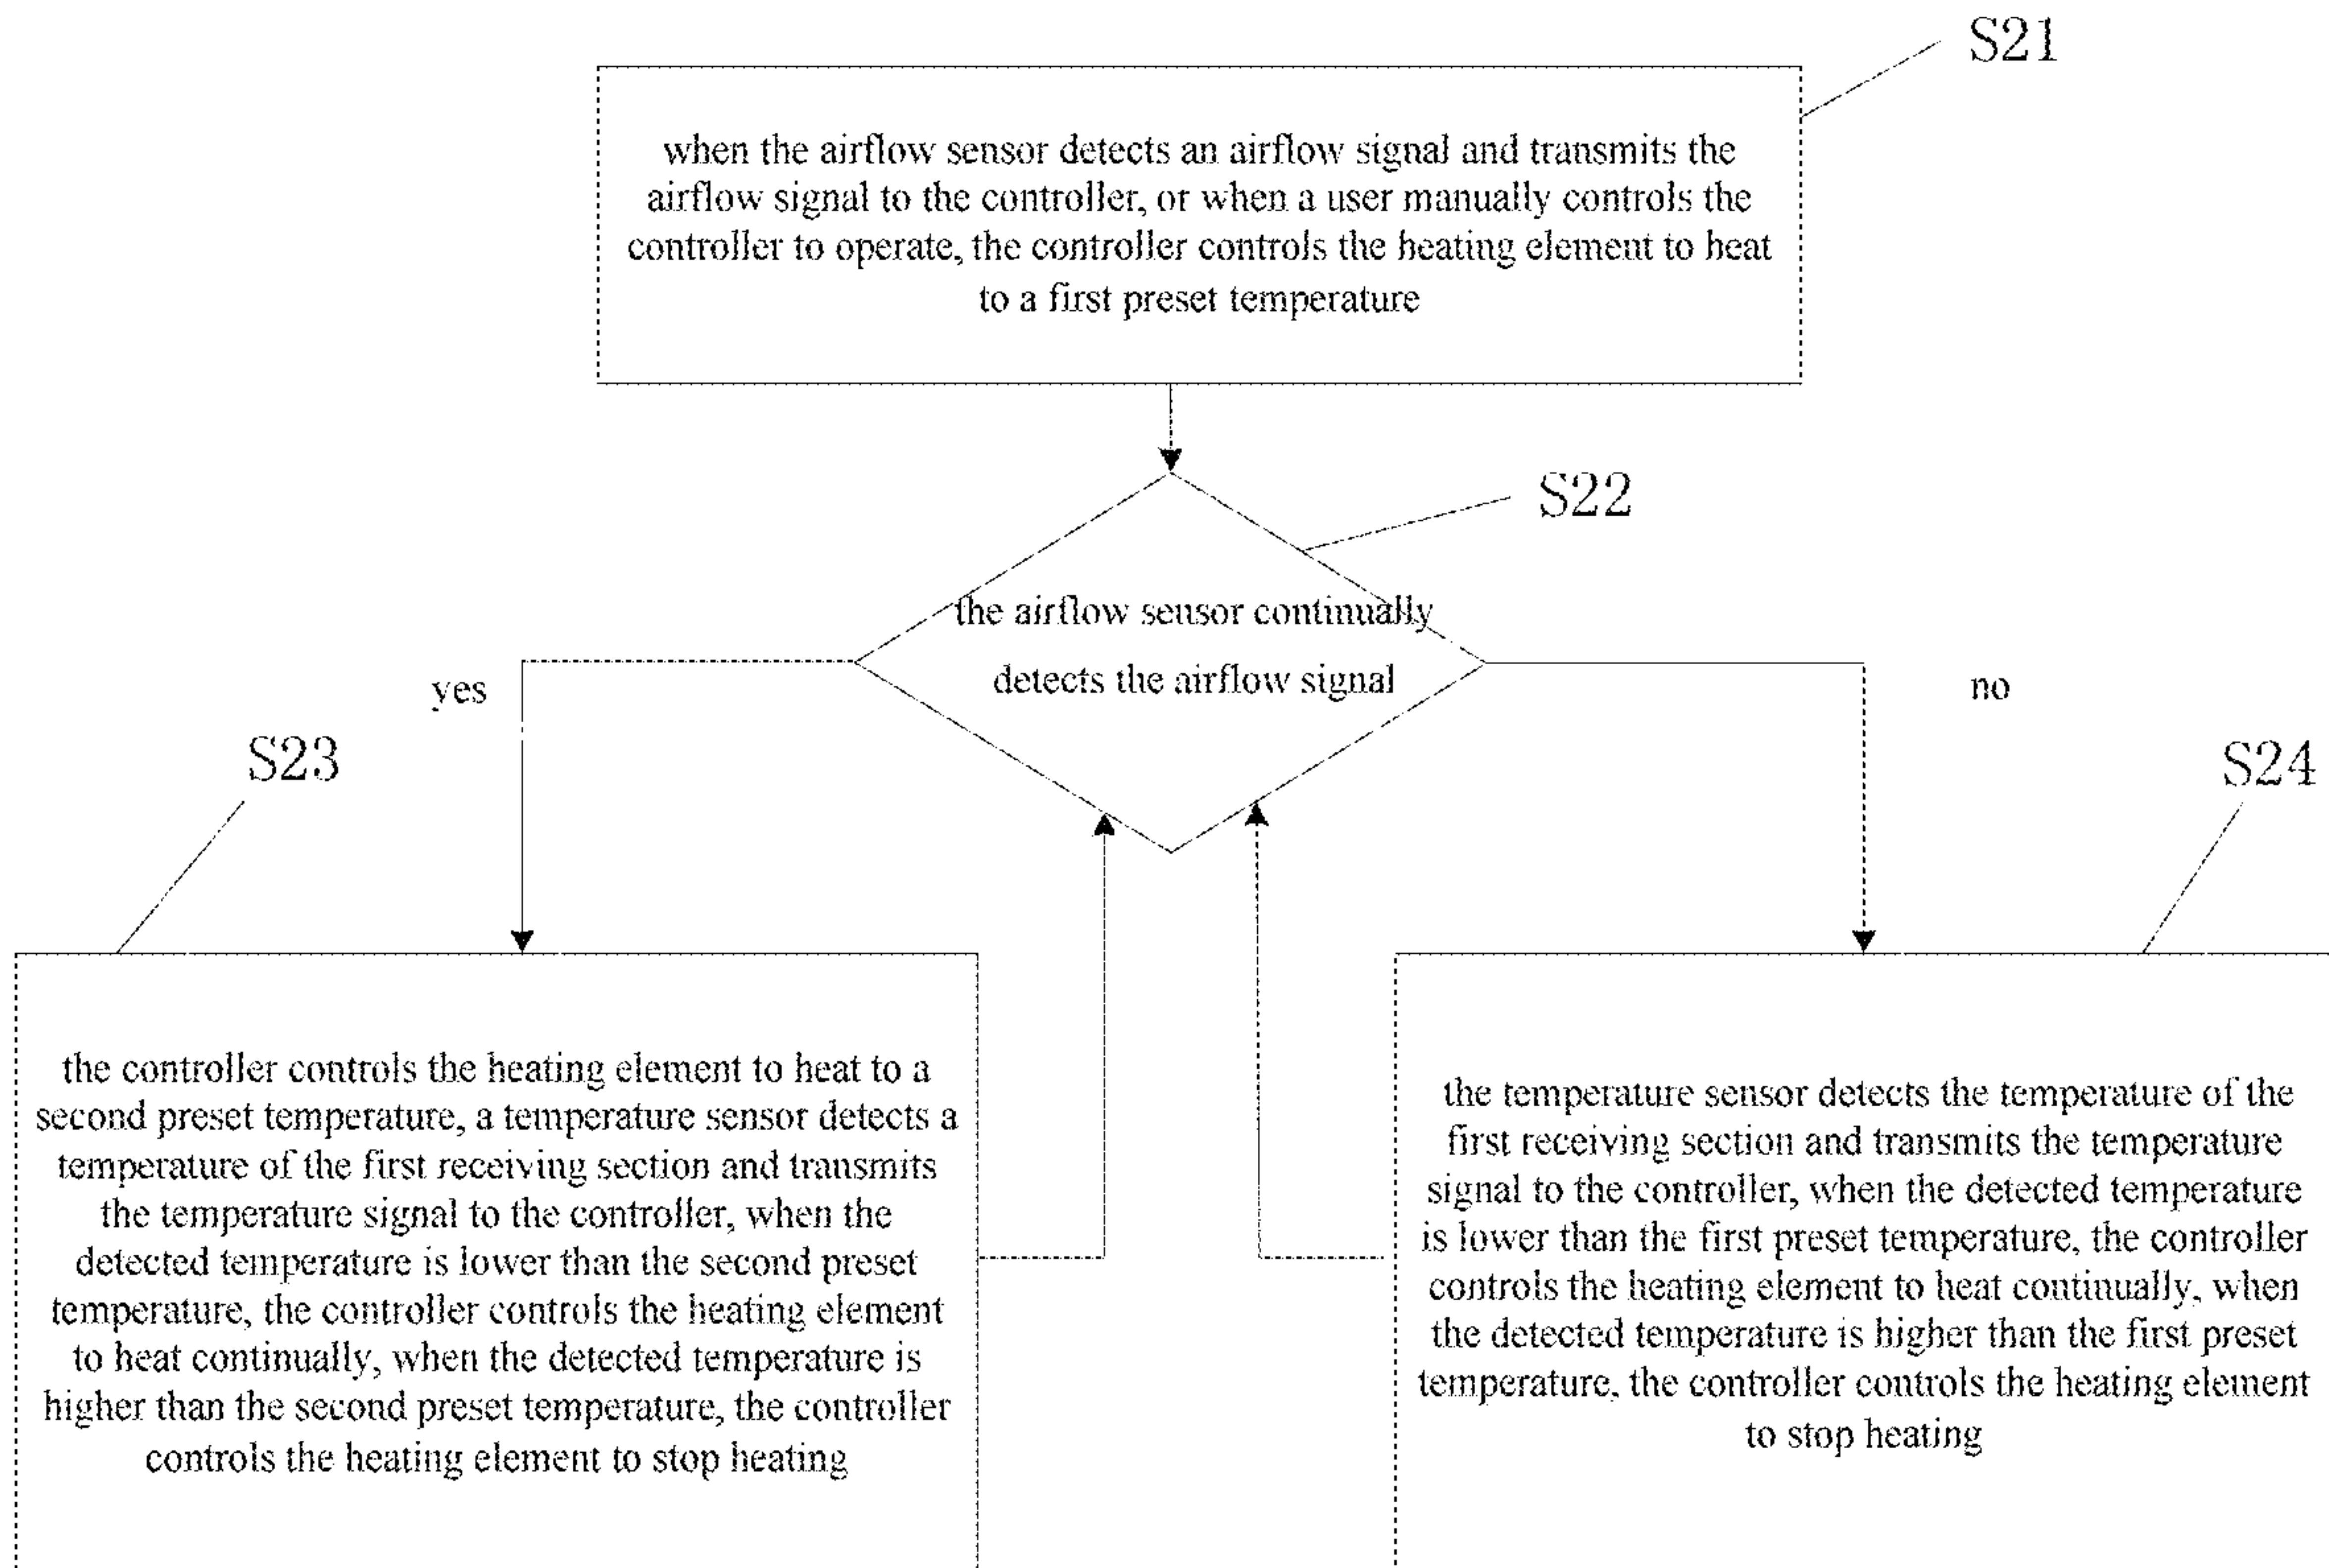 S21
when the airflow sensor detects an airflow signal and transmits the
airflow signal to the controller, or when a user manually controls the
controller to operate, the controller controls the heating element to heat
to a first preset temperature
S22
the airflow sensor continually
detects the airflow signal
yes
no
S23
S24
the controller controls the heating element to heat to a
second preset temperature, a temperature sensor detects a
temperature of the first receiving section and transmits
the temperature signal to the controller, when the
detected temperature is lower than the second preset
temperature, the controller controls the heating element
to heat continually, when the detected temperature is
higher than the second preset temperature, the controller
controls the heating element to stop heating
the temperature sensor detects the temperature of the
first receiving section and transmits the temperature
signal to the controller, when the detected temperature
is lower than the first preset temperature, the controller
controls the heating element to heat continually, when
the detected temperature is higher than the first preset
temperature, the controller controls the heating element
to stop heating